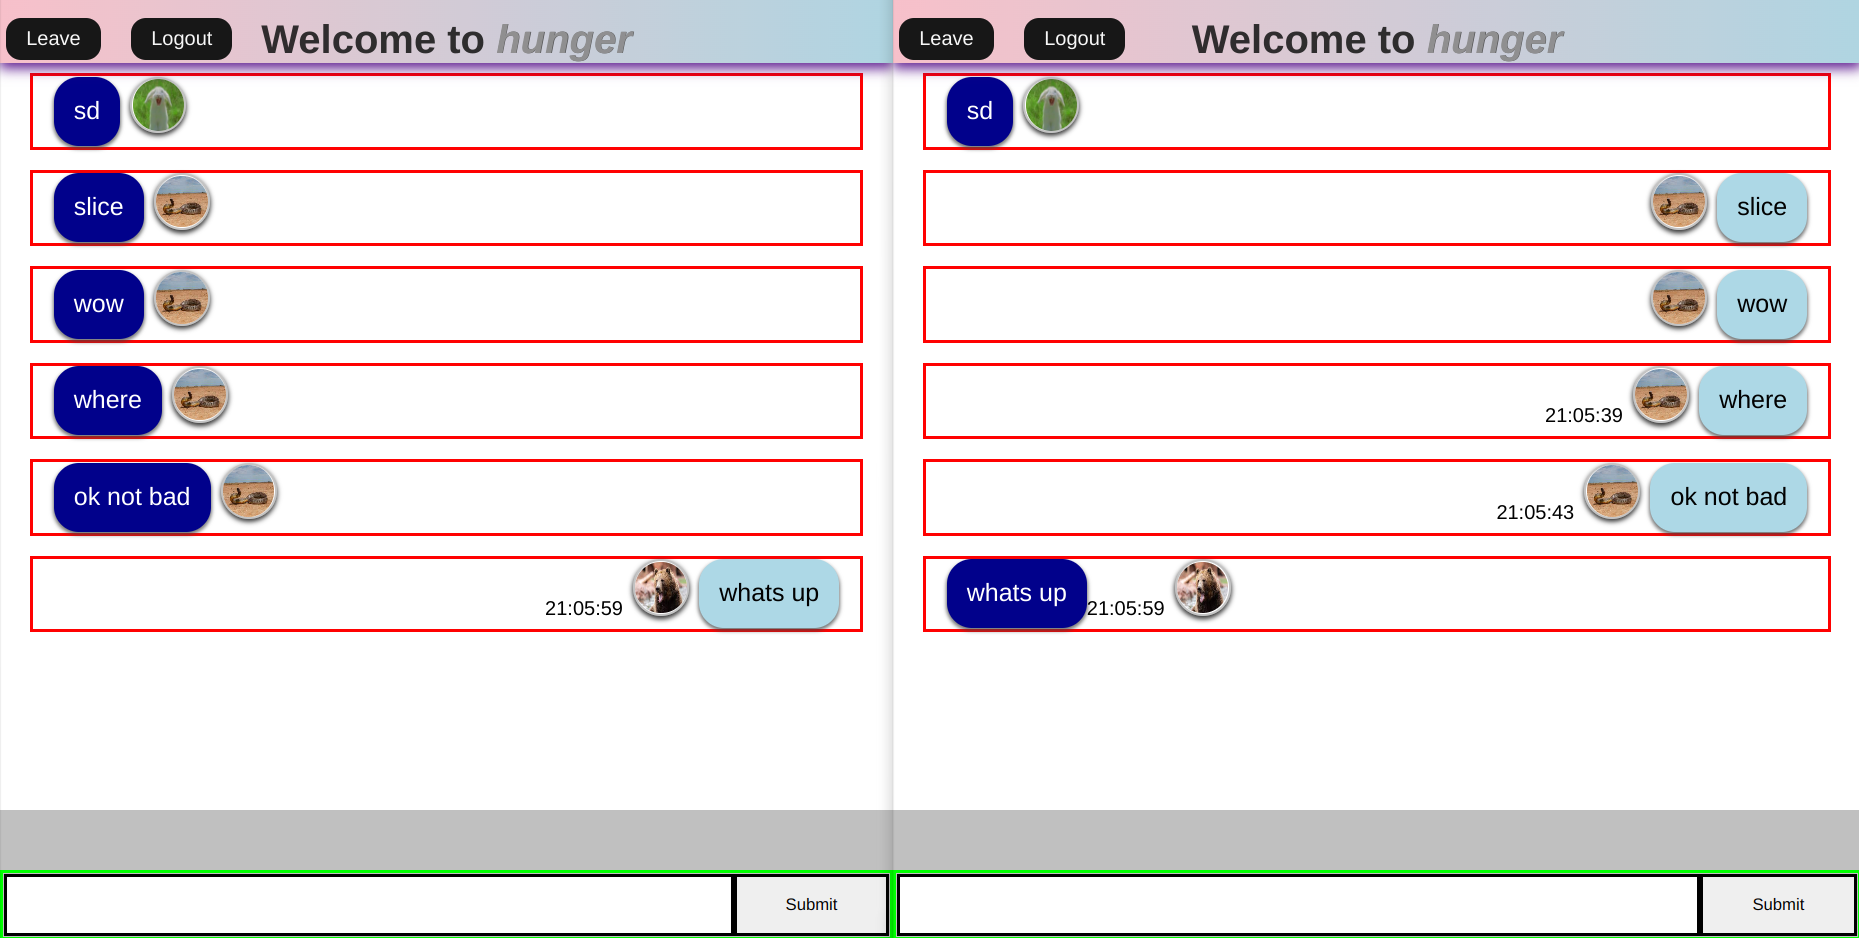 Leave Logout Welcome to hunger
sd
slice
wow
where
ok not bad
21:05:59 whats up
Submit
Leave Logout Welcome to hunger
sd
slice
wow
21:05:39 where
21:05:43 ok not bad
whats up 21:05:59
Submit